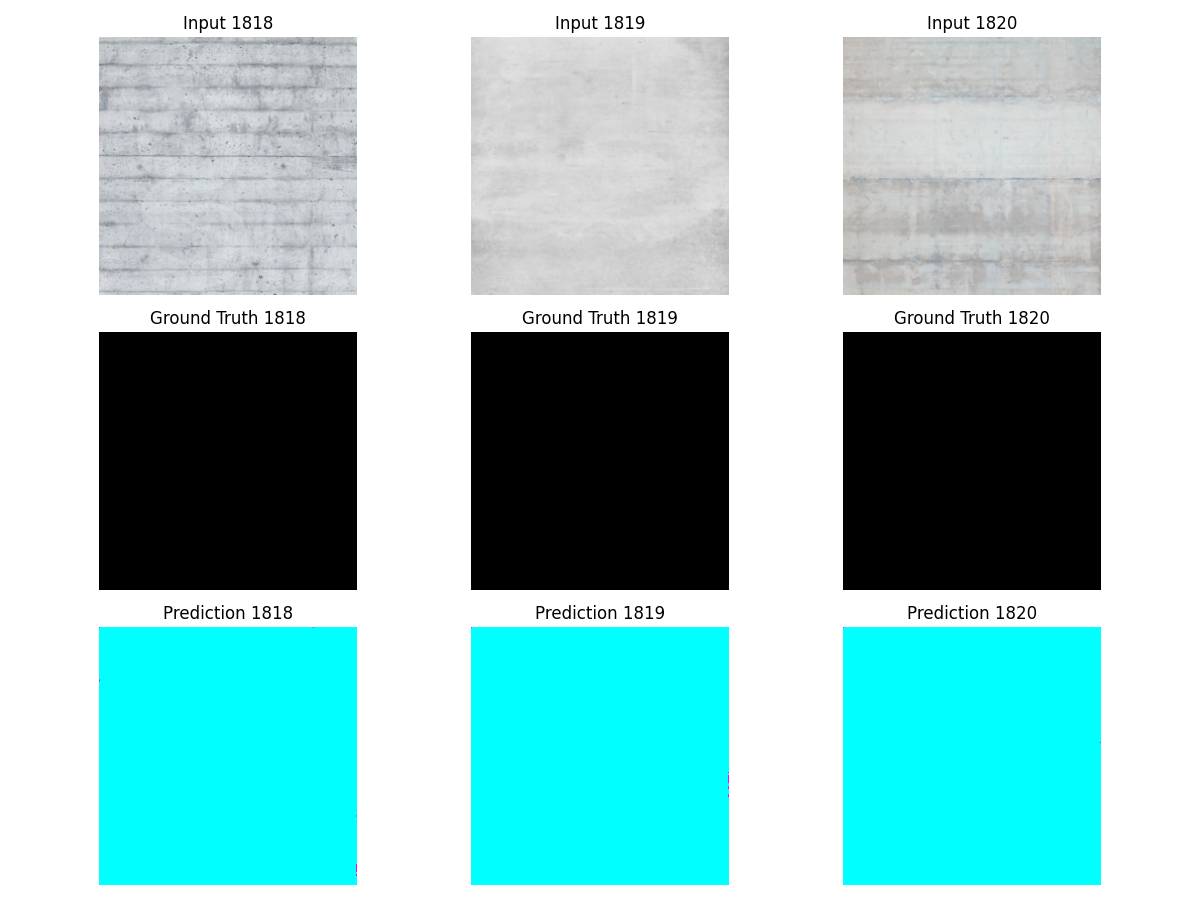 Input 1818
Input 1819
Input 1820
Ground Truth 1818
Ground Truth 1819
Ground Truth 1820
Prediction 1818
Prediction 1819
Prediction 1820